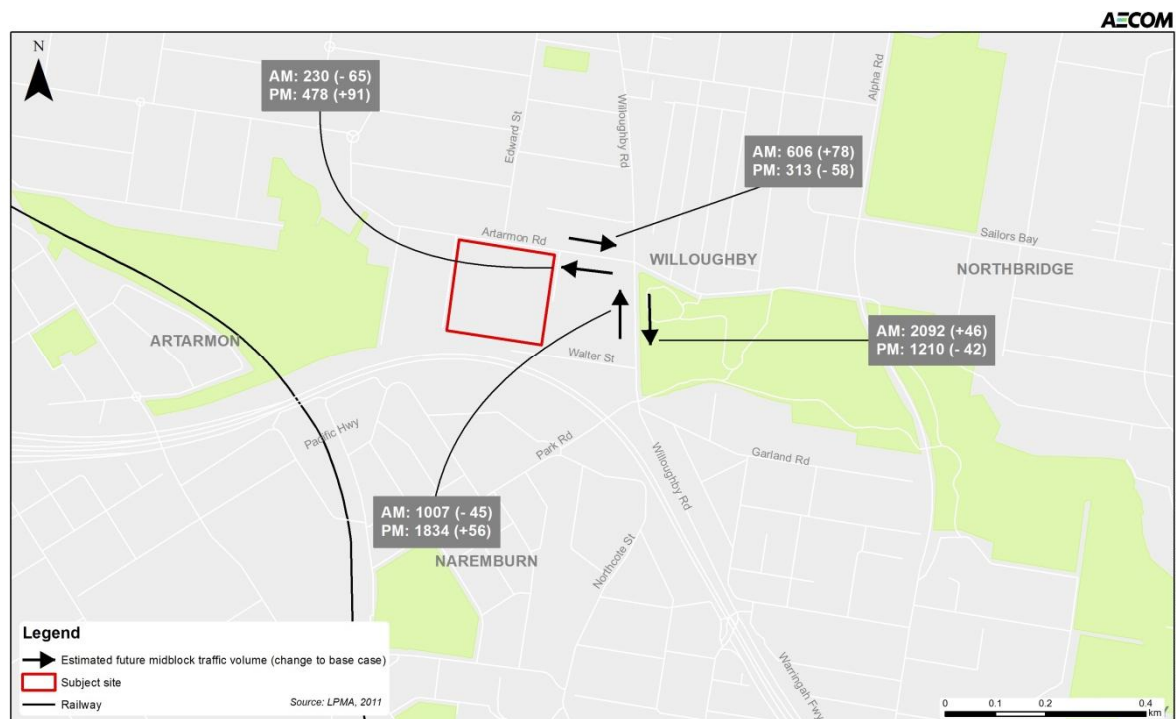 AECOM
N
AM: 230 (- 65)
PM: 478 (+91)
Edward St
Willoughby Rd
Alpha Rd
AM: 606 (+78)
PM: 313 (- 58)
Artarmon Rd
Sailors Bay
WILLOUGHBY
NORTHBRIDGE
ARTARMON
AM: 2092 (+46)
PM: 1210 (- 42)
Walter St
Pacific Hwy
Park Rd
Willoughby Rd
Garland Rd
AM: 1007 (- 45)
PM: 1834 (+56)
NAREMBURN
Northcote St
Warringah Fwy
Legend
Estimated future midblock traffic volume (change to base case)
Subject site
Railway
Source: LPMA, 2011
0 0.1 0.2 0.4
km